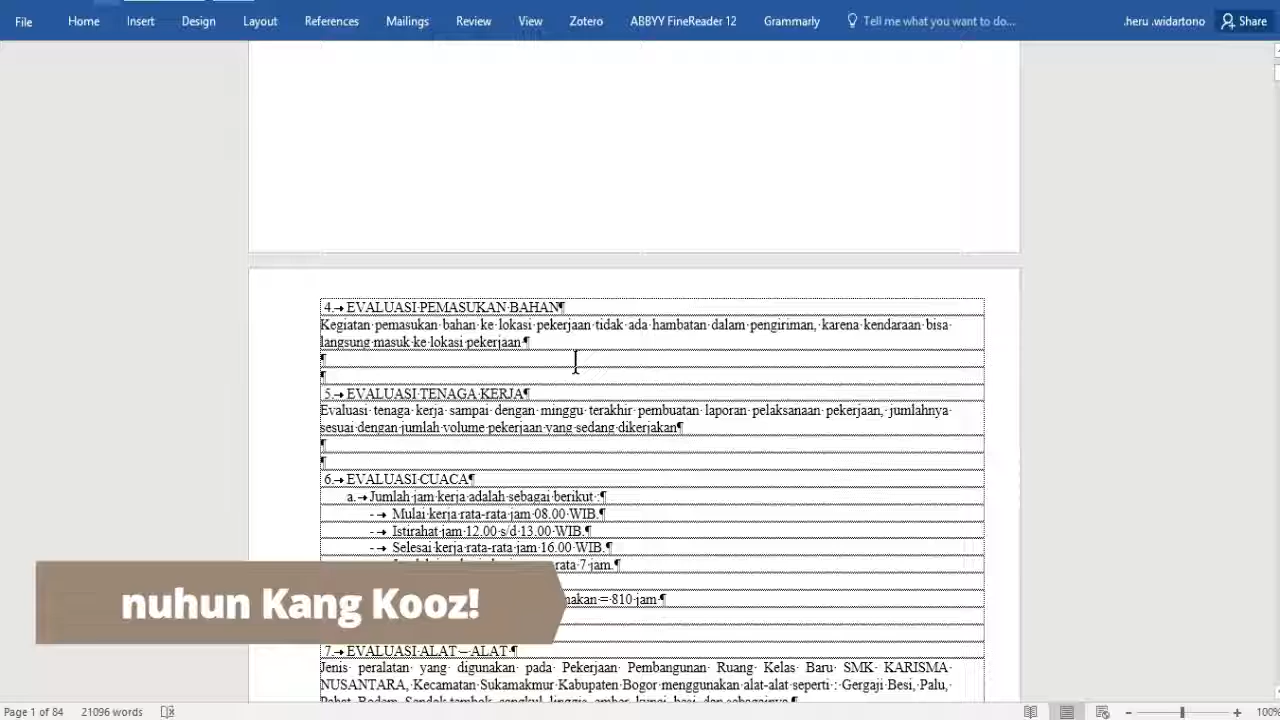 File Home Insert Design Layout References Mailings Review View Zotero ABBYY FineReader 12 Grammarly Tell me what you want to do... .heru .widartono Share
4.→EVALUASI·PEMASUKAN·BAHAN¶
Kegiatan·pemasukan·bahan·ke·lokasi·pekerjaan·tidak·ada·hambatan·dalam·pengiriman,·karena·kendaraan·bisa·
langsung·masuk·ke·lokasi·pekerjaan¶
¶
¶
5.→EVALUASI·TENAGA·KERJA¶
Evaluasi·tenaga·kerja·sampai·dengan·minggu·terakhir·pembuatan·laporan·pelaksanaan·pekerjaan,·jumlahnya·
sesuai·dengan·jumlah·volume·pekerjaan·yang·sedang·dikerjakan¶
¶
¶
6.→EVALUASI·CUACA¶
a.→Jumlah·jam·kerja·adalah·sebagai·berikut·:¶
-→Mulai·kerja·rata-rata·jam·08.00·WIB.¶
-→Istirahat·jam·12.00·s/d·13.00·WIB.¶
-→Selesai·kerja·rata-rata·jam·16.00·WIB.¶
rata·7·jam.¶
makan·=·810·jam¶
nuhun Kang Kooz!
7.→EVALUASI·ALAT·–·ALAT·¶
Jenis·peralatan·yang·digunakan·pada·Pekerjaan·Pembangunan·Ruang·Kelas·Baru·SMK·KARISMA·
NUSANTARA,·Kecamatan·Sukamakmur·Kabupaten·Bogor·menggunakan·alat-alat·seperti·:·Gergaji·Besi,·Palu,·
Page 1 of 84 21096 words 100%